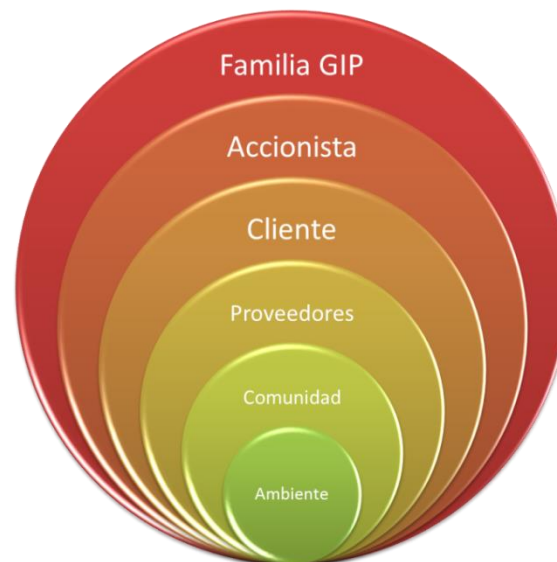 Familia GIP
Accionista
Cliente
Proveedores
Comunidad
Ambiente